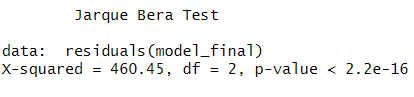 Jarque Bera Test
data:  residuals(model_final)
X-squared = 460.45, df = 2, p-value < 2.2e-16